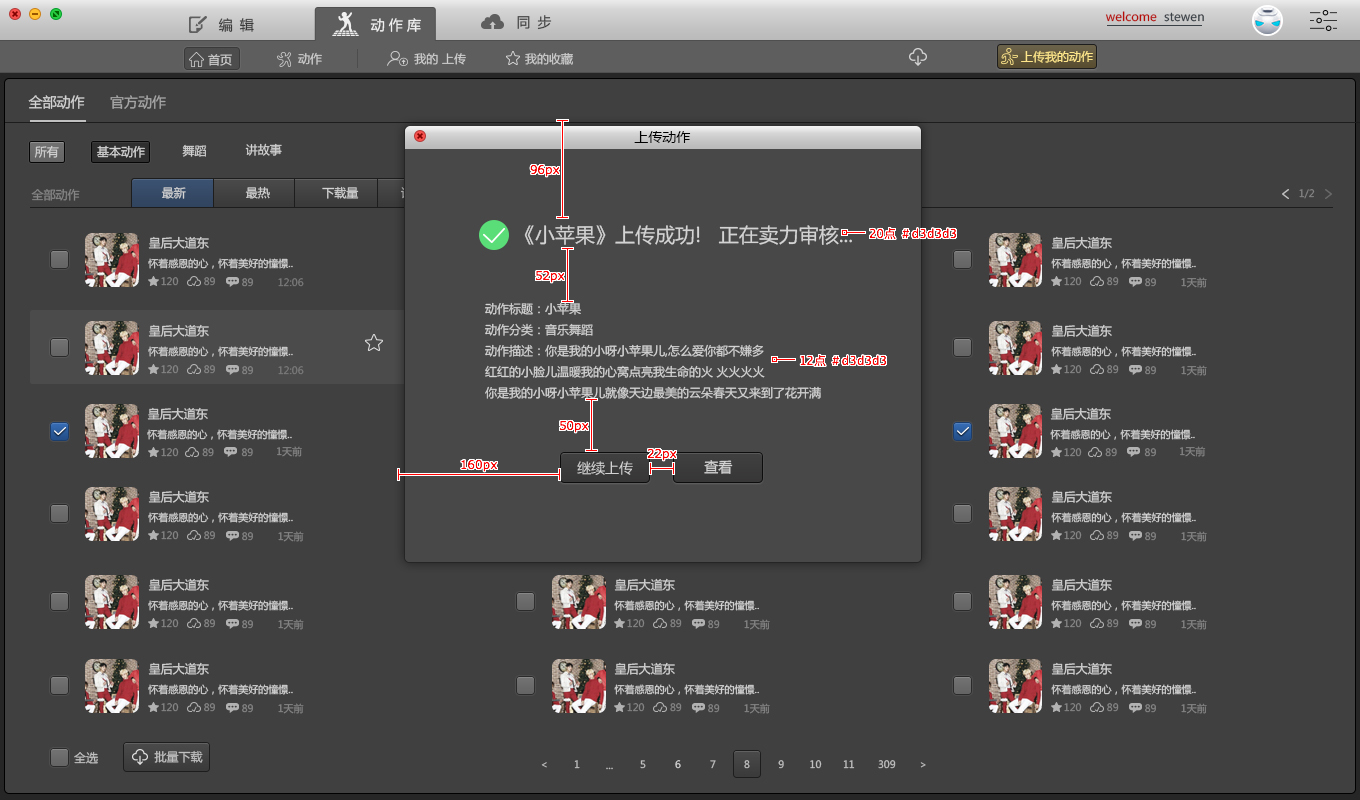 编 辑
动 作 库
同 步
welcome stewen
首页
动作
我的 上传
我的收藏
上传我的动作
全部动作
官方动作
上传动作
所有
基本动作
舞蹈
讲故事
96px
全部动作
最新
最热
下载量
1/2
皇后大道东
怀着感恩的心，怀着美好的憧憬..
120 89 89 12:06
《小苹果》上传成功! 正在卖力审核...
20点 #d3d3d3
皇后大道东
怀着感恩的心，怀着美好的憧憬..
120 89 89 1天前
52px
动作标题：小苹果
动作分类：音乐舞蹈
动作描述：你是我的小呀小苹果儿,怎么爱你都不嫌多
红红的小脸儿温暖我的心窝点亮我生命的火 火火火火
你是我的小呀小苹果儿就像天边最美的云朵春天又来到了花开满
12点 #d3d3d3
皇后大道东
怀着感恩的心，怀着美好的憧憬..
120 89 89 12:06
皇后大道东
怀着感恩的心，怀着美好的憧憬..
120 89 89 1天前
50px
皇后大道东
怀着感恩的心，怀着美好的憧憬..
120 89 89 1天前
皇后大道东
怀着感恩的心，怀着美好的憧憬..
120 89 89 1天前
160px
22px
继续上传
查看
皇后大道东
怀着感恩的心，怀着美好的憧憬..
120 89 89 1天前
皇后大道东
怀着感恩的心，怀着美好的憧憬..
120 89 89 1天前
皇后大道东
怀着感恩的心，怀着美好的憧憬..
120 89 89 1天前
皇后大道东
怀着感恩的心，怀着美好的憧憬..
120 89 89 1天前
皇后大道东
怀着感恩的心，怀着美好的憧憬..
120 89 89 1天前
皇后大道东
怀着感恩的心，怀着美好的憧憬..
120 89 89 1天前
皇后大道东
怀着感恩的心，怀着美好的憧憬..
120 89 89 1天前
皇后大道东
怀着感恩的心，怀着美好的憧憬..
120 89 89 1天前
全选
批量下载
< 1 ... 5 6 7 8 9 10 11 309 >